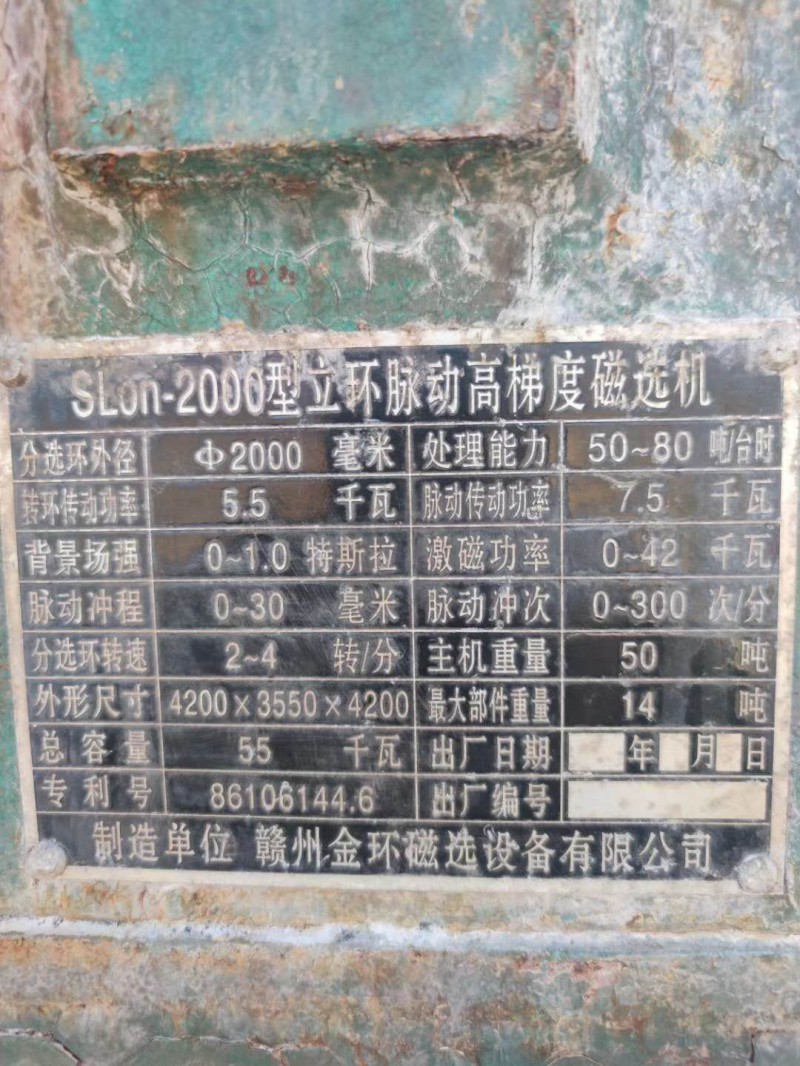 SLon-2000型立环脉动高梯度磁选机
分选环外径 Φ2000 毫米 处理能力 50~80 吨/台时
转环传动功率 5.5 千瓦 脉动传动功率 7.5 千瓦
背景场强 0~1.0 特斯拉 激磁功率 0~42 千瓦
脉动冲程 0~30 毫米 脉动冲次 0~300 次/分
分选环转速 2~4 转/分 主机重量 50 吨
外形尺寸 4200×3550×4200 最大部件重量 14 吨
总容量 55 千瓦 出厂日期 年 月 日
专利号 86106144.6 出厂编号
制造单位 赣州金环磁选设备有限公司